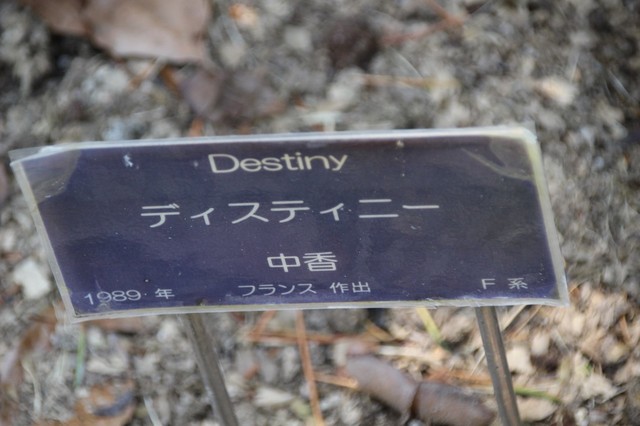 Destiny
ディスティニー
中香
1989 年 フランス 作出 F 系